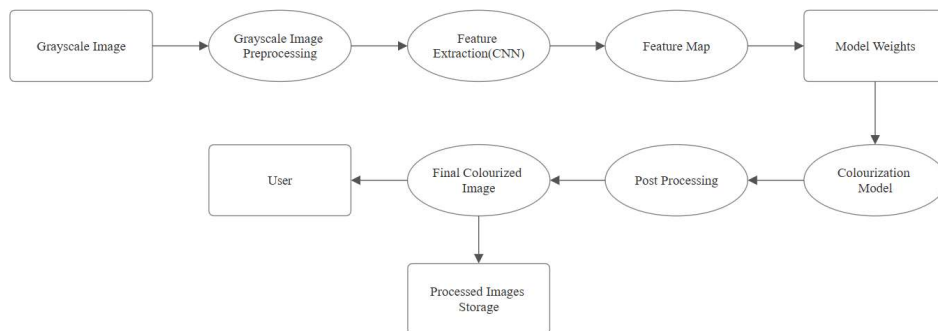 Grayscale Image
Grayscale Image
Preprocessing
Feature
Extraction(CNN)
Feature Map
Model Weights
User
Final Colourized
Image
Post Processing
Colourization
Model
Processed Images
Storage